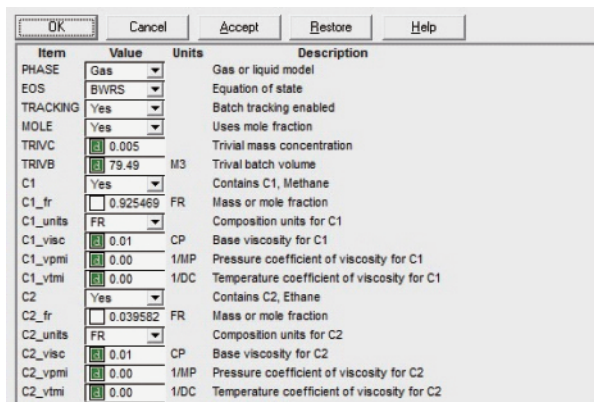 OK Cancel Accept Restore Help
Item Value Units Description
PHASE Gas Gas or liquid model
EOS BWRS Equation of state
TRACKING Yes Batch tracking enabled
MOLE Yes Uses mole fraction
TRIVC d 0.005 Trivial mass concentration
TRIVB d 79.49 M3 Trival batch volume
C1 Yes Contains C1, Methane
C1_fr 0.925469 FR Mass or mole fraction
C1_units FR Composition units for C1
C1_visc d 0.01 CP Base viscosity for C1
C1_vpmi d 0.00 1/MP Pressure coefficient of viscosity for C1
C1_vtmi d 0.00 1/DC Temperature coefficient of viscosity for C1
C2 Yes Contains C2, Ethane
C2_fr 0.039582 FR Mass or mole fraction
C2_units FR Composition units for C2
C2_visc d 0.01 CP Base viscosity for C2
C2_vpmi d 0.00 1/MP Pressure coefficient of viscosity for C2
C2_vtmi d 0.00 1/DC Temperature coefficient of viscosity for C2